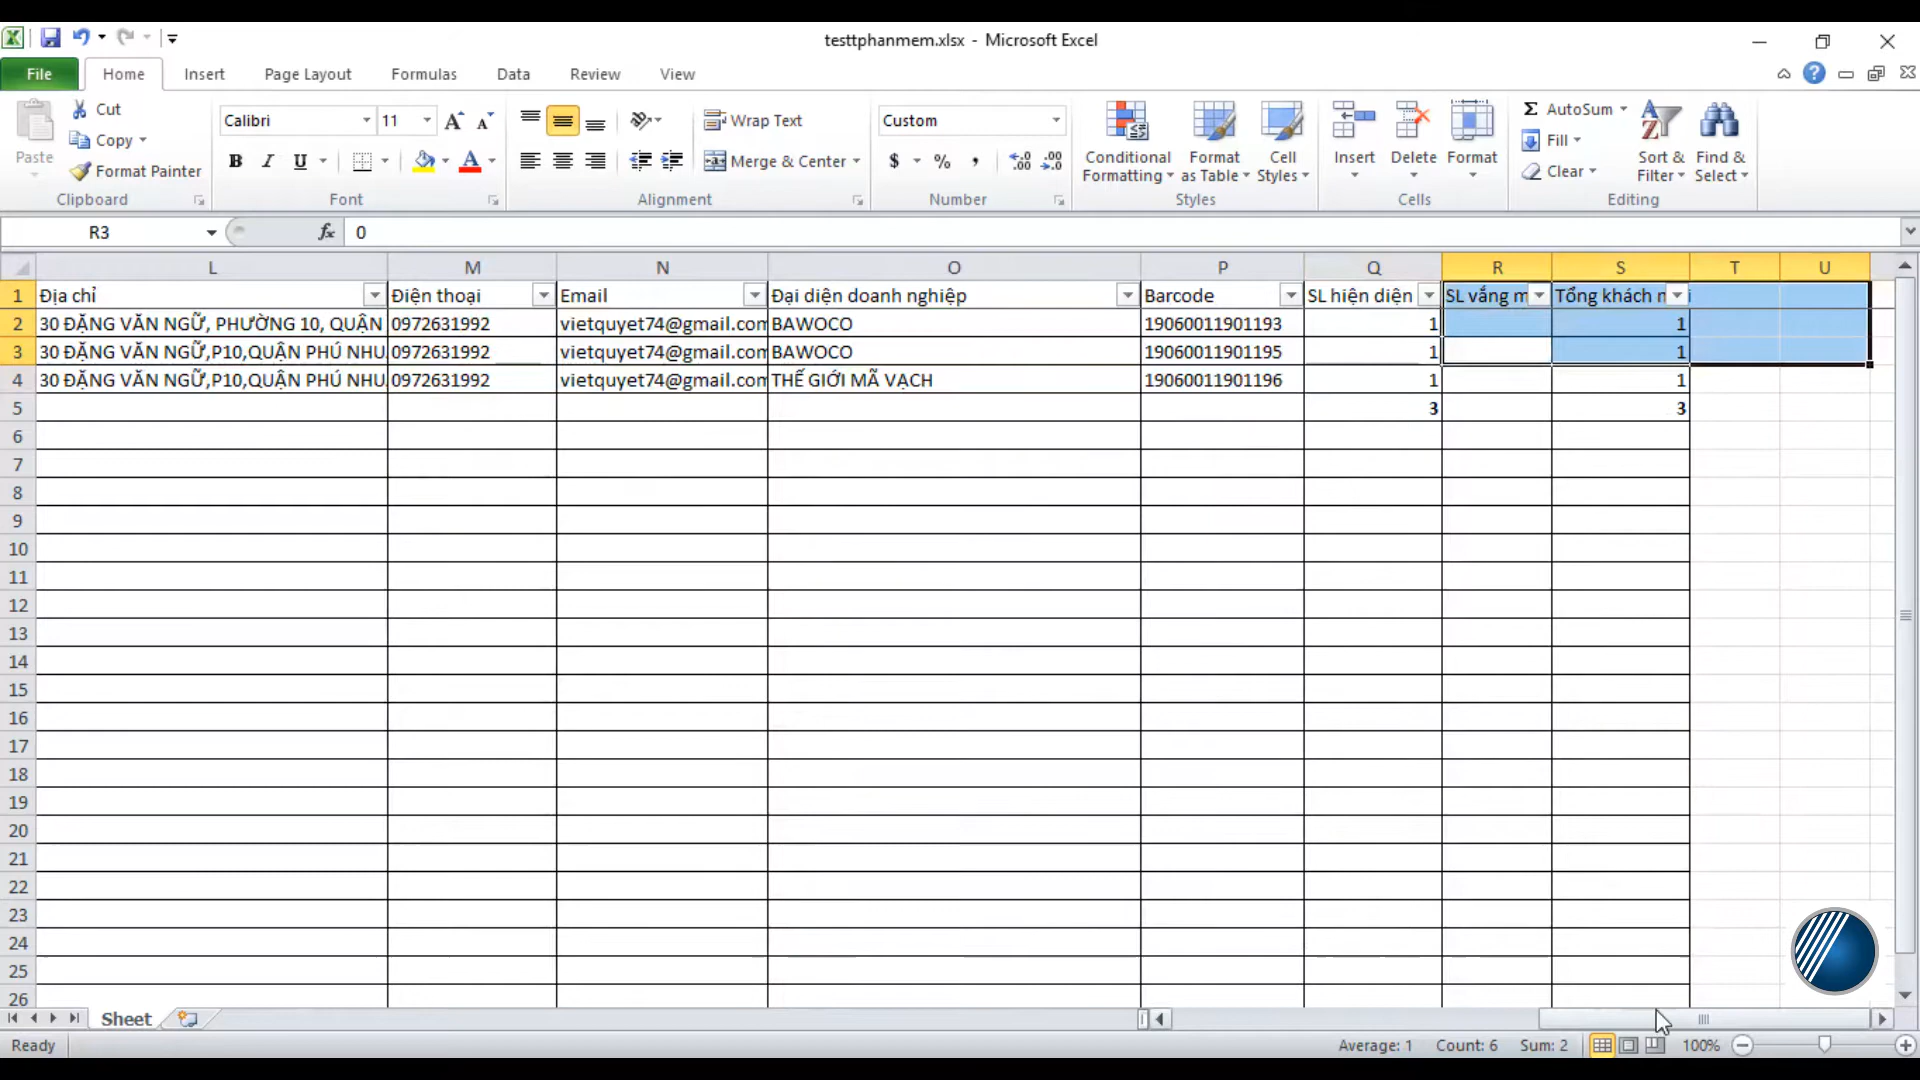 testtphanmem.xlsx - Microsoft Excel
File Home Insert Page Layout Formulas Data Review View
Paste
Cut
Copy
Format Painter
Clipboard
Calibri 11
B I U
Font
Wrap Text
Merge & Center
Alignment
Custom
$ % ,
Number
Conditional Formatting
Format as Table
Cell Styles
Styles
Insert Delete Format
Cells
AutoSum
Fill
Clear
Sort & Filter
Find & Select
Editing
R3 fx 0
L M N O P Q R S T U
1 Địa chỉ Điện thoại Email Đại diện doanh nghiệp Barcode SL hiện diện SL vắng m Tổng khách m i
2 30 ĐẶNG VĂN NGỮ, PHƯỜNG 10, QUẬN 0972631992 vietquyet74@gmail.com BAWOCO 19060011901193 1 1
3 30 ĐẶNG VĂN NGỮ,P10,QUẬN PHÚ NHU 0972631992 vietquyet74@gmail.com BAWOCO 19060011901195 1 1
4 30 ĐẶNG VĂN NGỮ,P10,QUẬN PHÚ NHU 0972631992 vietquyet74@gmail.com THẾ GIỚI MÃ VẠCH 19060011901196 1 1
5 3 3
6
7
8
9
10
11
12
13
14
15
16
17
18
19
20
21
22
23
24
25
26
Sheet
Ready Average: 1 Count: 6 Sum: 2 100%